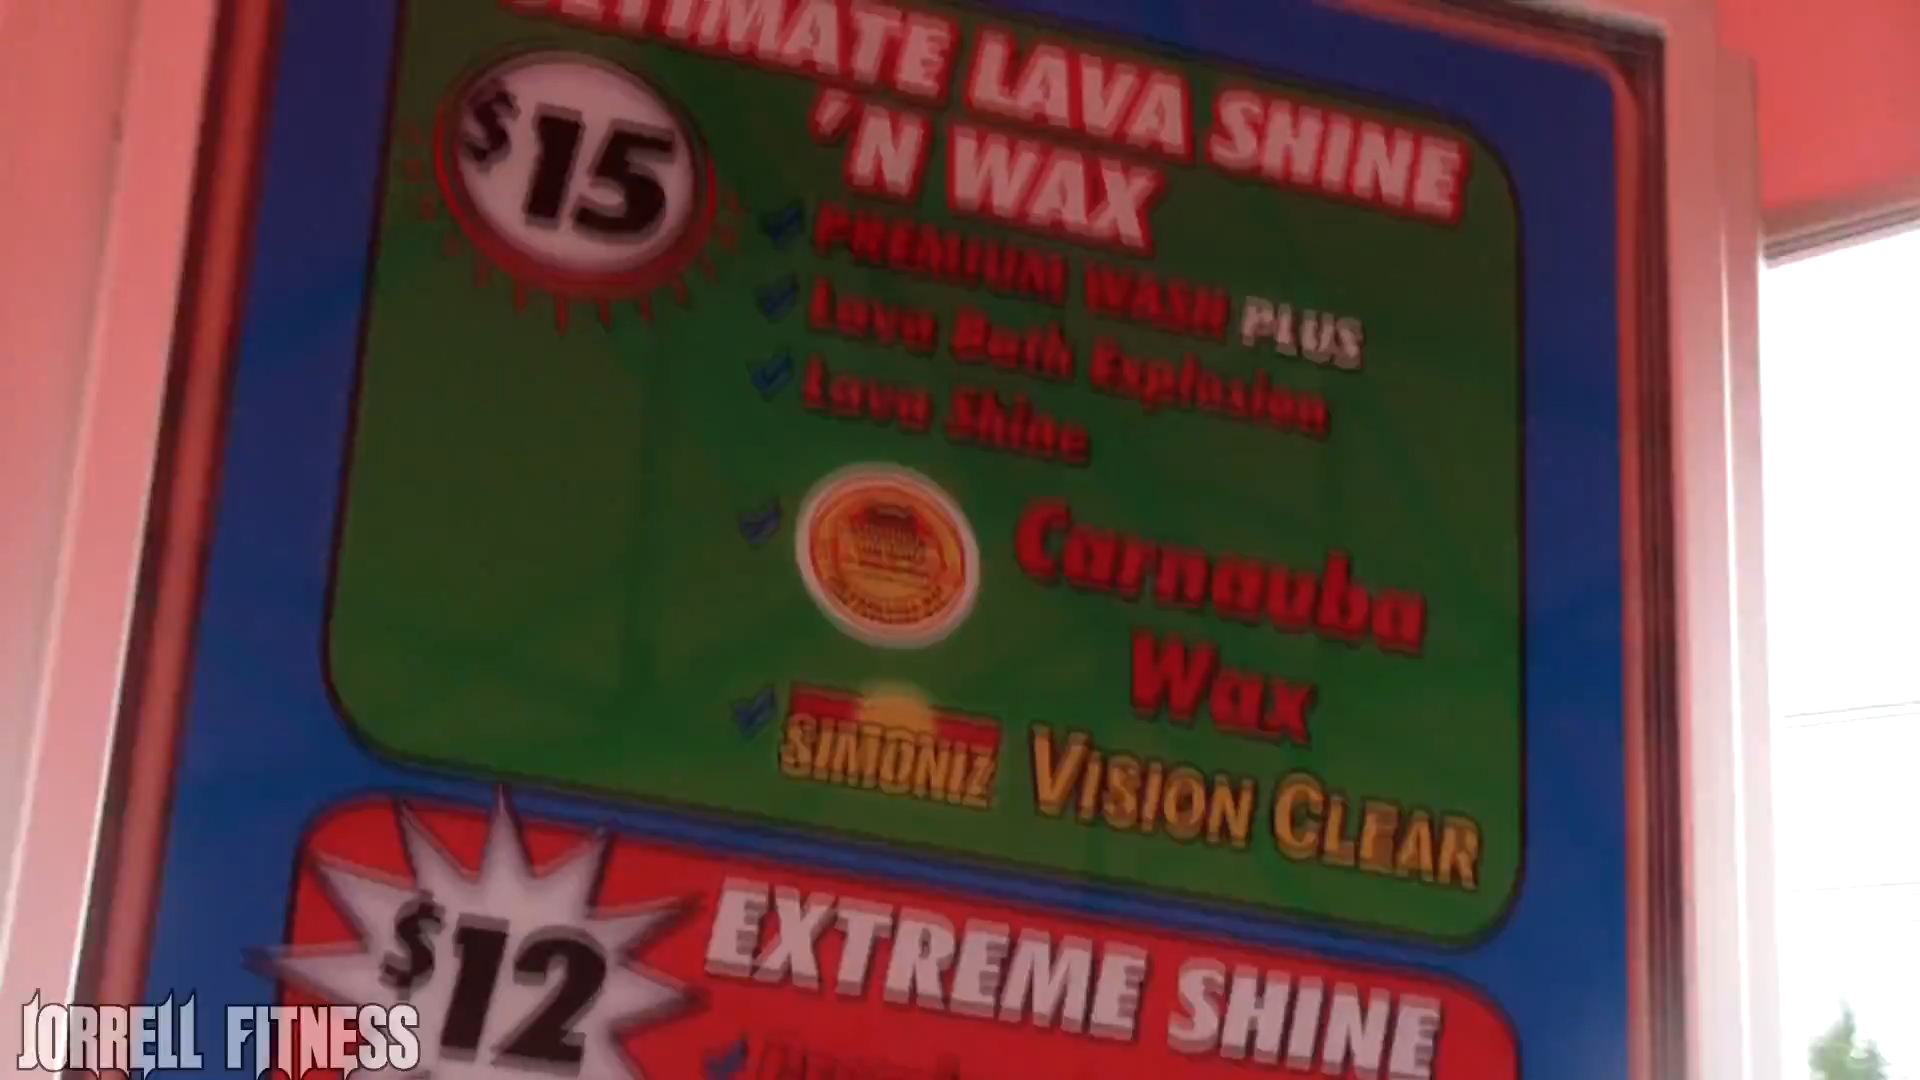 ULTIMATE LAVA SHINE
'N WAX
$15
PREMIUM WASH PLUS
Lava Bath Explosion
Lava Shine
Carnauba
Wax
SIMONIZ VISION CLEAR
$12
EXTREME SHINE
JORRELL FITNESS